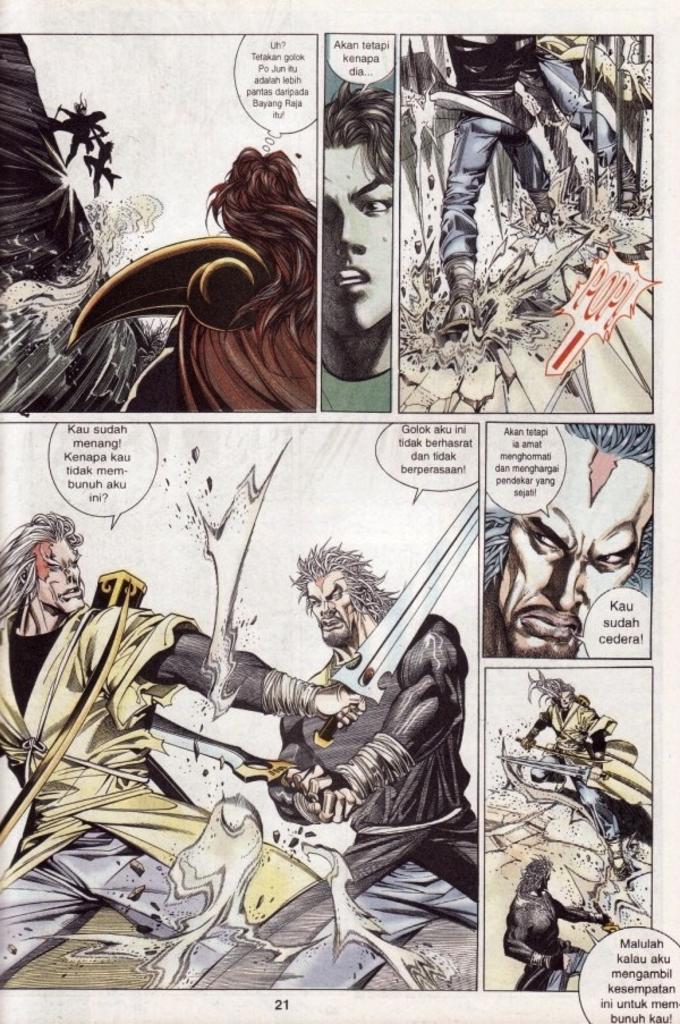 Uh?
Tetakan golok
Po Jun itu
adalah lebih
pantas daripada
Bayang Raja
itu!
Akan tetapi
kenapa
dia...
POP!
Kau sudah
menang!
Kenapa kau
tidak mem-
bunuh aku
ini?
Golok aku ini
tidak berhasrat
dan tidak
berperasaan!
Akan tetapi
ia amat
menghormati
dan menghargai
pendekar yang
sejati!
Kau
sudah
cedera!
Malulah
kalau aku
mengambil
kesempatan
ini untuk mem-
bunuh kau!
21